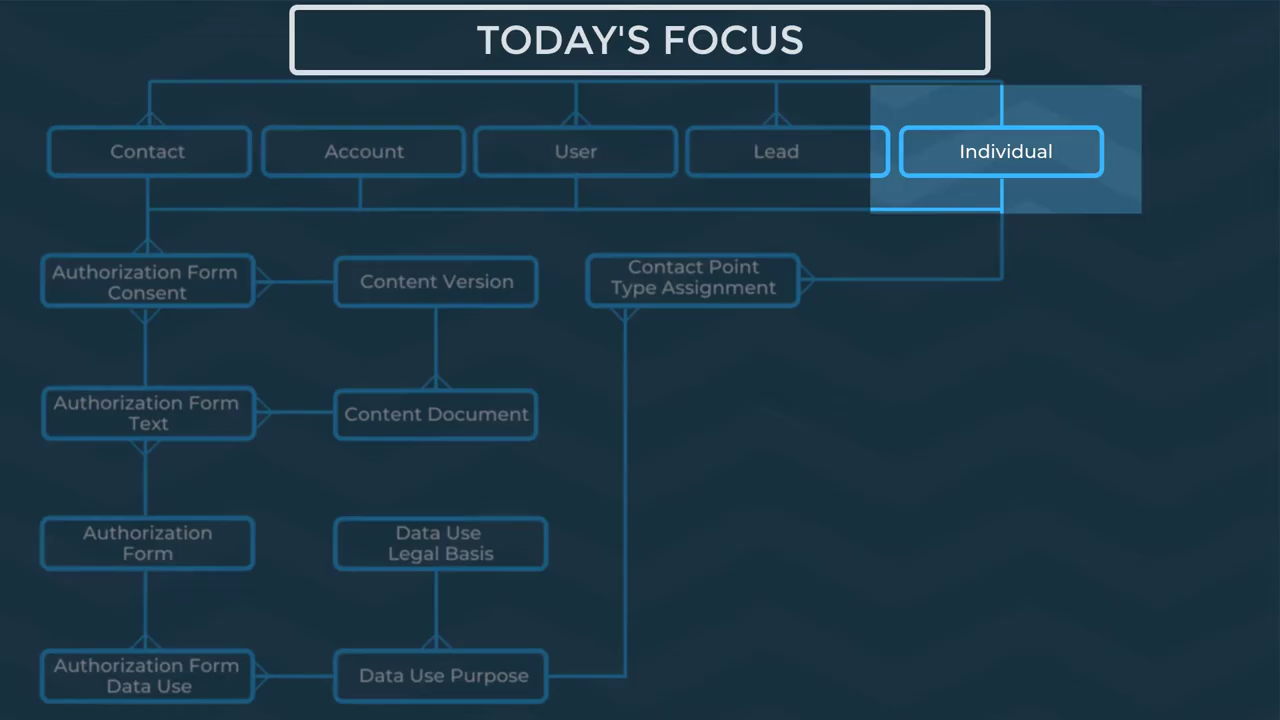 TODAY'S FOCUS
Contact
Account
User
Lead
Individual
Authorization Form
Consent
Content Version
Contact Point
Type Assignment
Authorization Form
Text
Content Document
Authorization
Form
Data Use
Legal Basis
Authorization Form
Data Use
Data Use Purpose